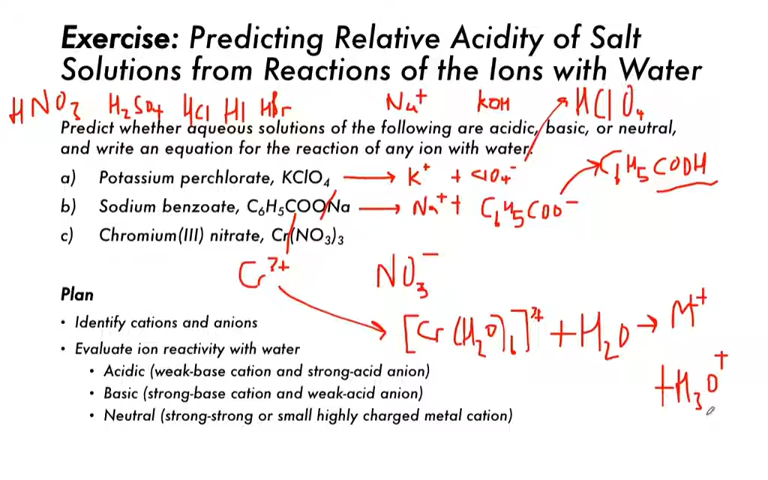 Exercise: Predicting Relative Acidity of Salt
Solutions from Reactions of the Ions with Water
HNO3 H2SO4 HCl HI HBr Na+ KOH HClO4
Predict whether aqueous solutions of the following are acidic, basic, or neutral,
and write an equation for the reaction of any ion with water.
a) Potassium perchlorate, KClO4 → K+ + ClO4-
C6H5COOH
b) Sodium benzoate, C6H5COONa → Na+ + C6H5COO-
c) Chromium(III) nitrate, Cr(NO3)3
Cr3+ NO3-
Plan
[Cr(H2O)6]3+ + H2O → M+
+ H3O+
• Identify cations and anions
• Evaluate ion reactivity with water
• Acidic (weak-base cation and strong-acid anion)
• Basic (strong-base cation and weak-acid anion)
• Neutral (strong-strong or small highly charged metal cation)